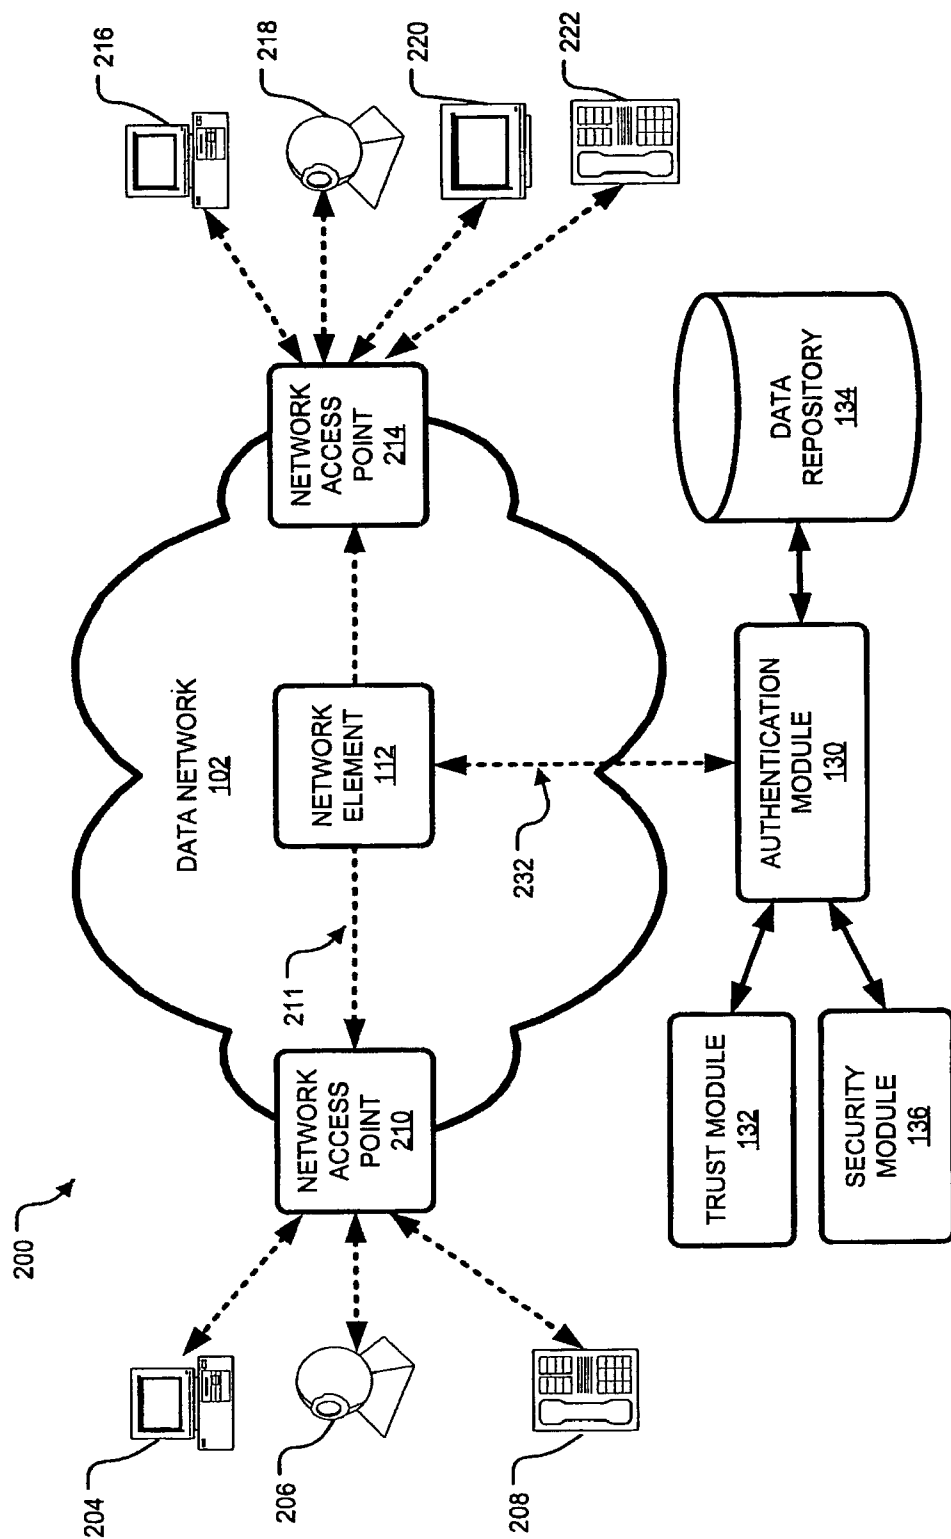 200
204
206
208
NETWORK
ACCESS
POINT
210
211
DATA NETWORK
102
NETWORK
ELEMENT
112
232
NETWORK
ACCESS
POINT
214
216
218
220
222
TRUST MODULE
132
SECURITY
MODULE
136
AUTHENTICATION
MODULE
130
DATA
REPOSITORY
134